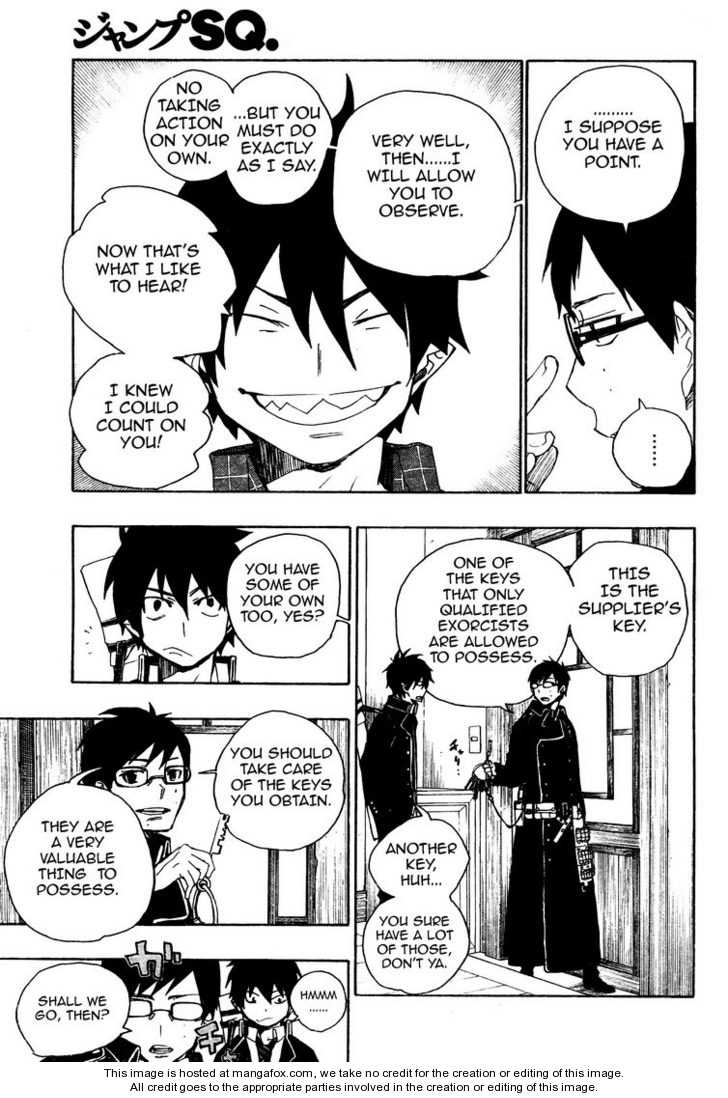 ジャンプSQ.
.........
I SUPPOSE
YOU HAVE A
POINT.
......
VERY WELL,
THEN......I
WILL ALLOW
YOU TO
OBSERVE.
...BUT YOU
MUST DO
EXACTLY
AS I SAY.
NO
TAKING
ACTION
ON YOUR
OWN.
NOW THAT'S
WHAT I LIKE
TO HEAR!
I KNEW
I COULD
COUNT ON
YOU!
THIS
IS THE
SUPPLIER'S
KEY.
ONE OF
THE KEYS
THAT ONLY
QUALIFIED
EXORCISTS
ARE ALLOWED
TO POSSESS.
ANOTHER
KEY,
HUH...
YOU SURE
HAVE A LOT
OF THOSE,
DON'T YA.
YOU HAVE
SOME OF
YOUR OWN
TOO, YES?
YOU SHOULD
TAKE CARE
OF THE KEYS
YOU OBTAIN.
THEY ARE
A VERY
VALUABLE
THING TO
POSSESS.
HMMM
......
SHALL WE
GO, THEN?
ガ
チ
This image is hosted at mangafox.com, we take no credit for the creation or editing of this image.
All credit goes to the appropriate parties involved in the creation or editing of this image.